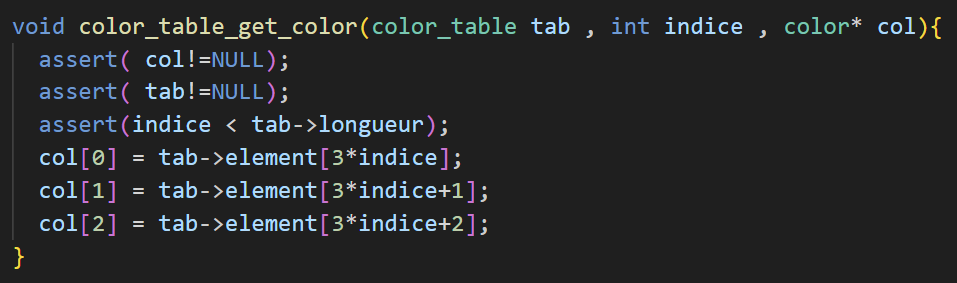 void color_table_get_color(color_table tab , int indice , color* col){
  assert( col!=NULL);
  assert( tab!=NULL);
  assert(indice < tab->longueur);
  col[0] = tab->element[3*indice];
  col[1] = tab->element[3*indice+1];
  col[2] = tab->element[3*indice+2];
}